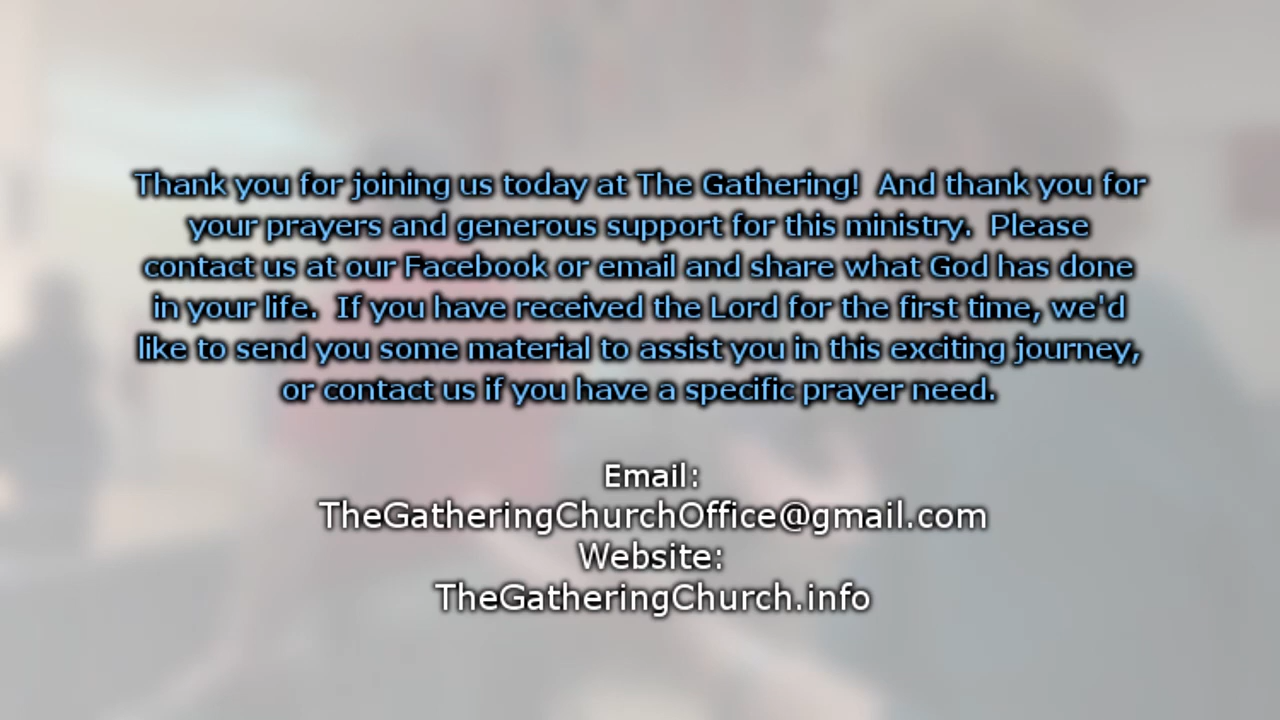 Thank you for joining us today at The Gathering!  And thank you for
your prayers and generous support for this ministry.  Please
contact us at our Facebook or email and share what God has done
in your life.  If you have received the Lord for the first time, we'd
like to send you some material to assist you in this exciting journey,
or contact us if you have a specific prayer need.
Email:
TheGatheringChurchOffice@gmail.com
Website:
TheGatheringChurch.info